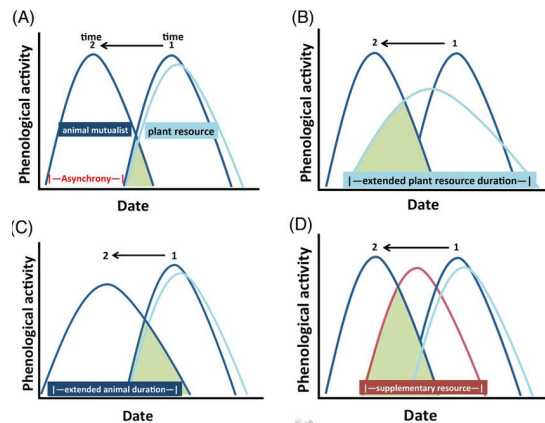 (A)
time
time
2
1
Phenological activity
animal mutualist
plant resource
|—Asynchrony—|
Date
(B)
2
1
Phenological activity
|—extended plant resource duration—|
Date
(C)
2
1
Phenological activity
|—extended animal duration—|
Date
(D)
2
1
Phenological activity
|—supplementary resource—|
Date